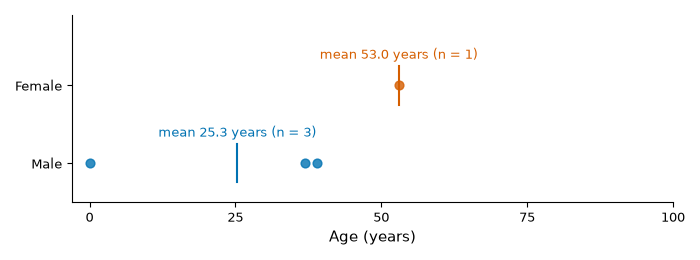 mean 53.0 years (n = 1)
Female
mean 25.3 years (n = 3)
Male
0 25 50 75 100
Age (years)